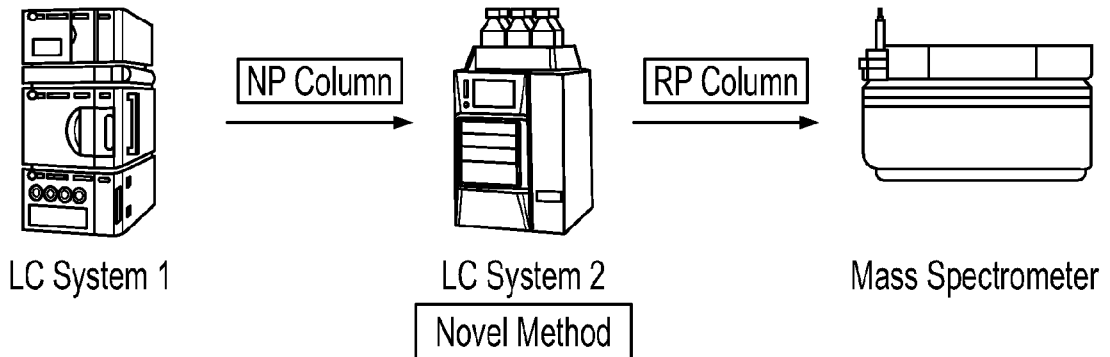 NP Column
RP Column
LC System 1
LC System 2
Mass Spectrometer
Novel Method